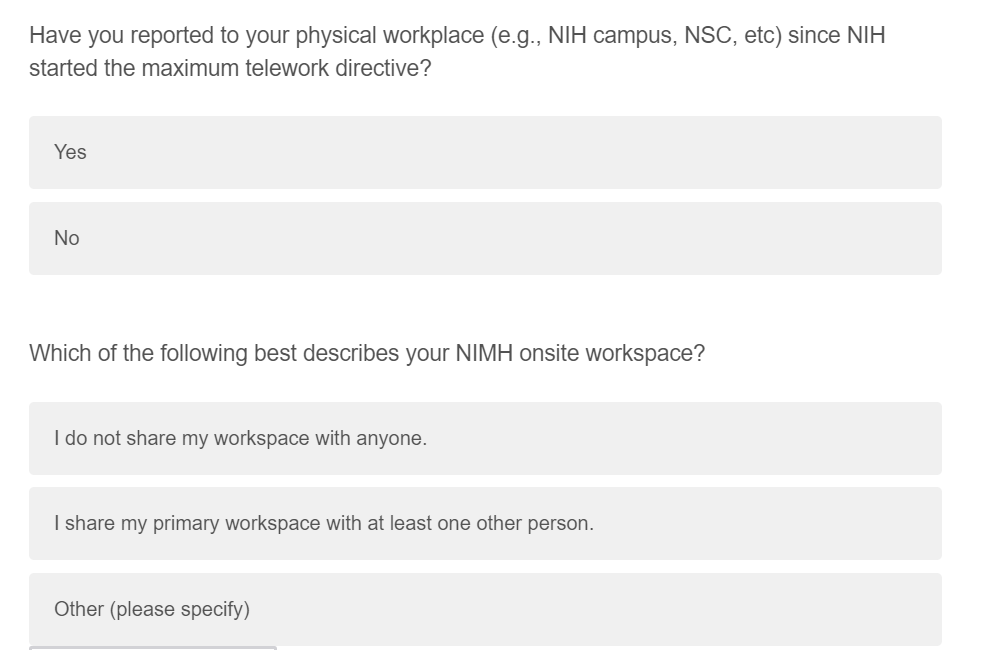 Have you reported to your physical workplace (e.g., NIH campus, NSC, etc) since NIH
started the maximum telework directive?
Yes
No
Which of the following best describes your NIMH onsite workspace?
I do not share my workspace with anyone.
I share my primary workspace with at least one other person.
Other (please specify)